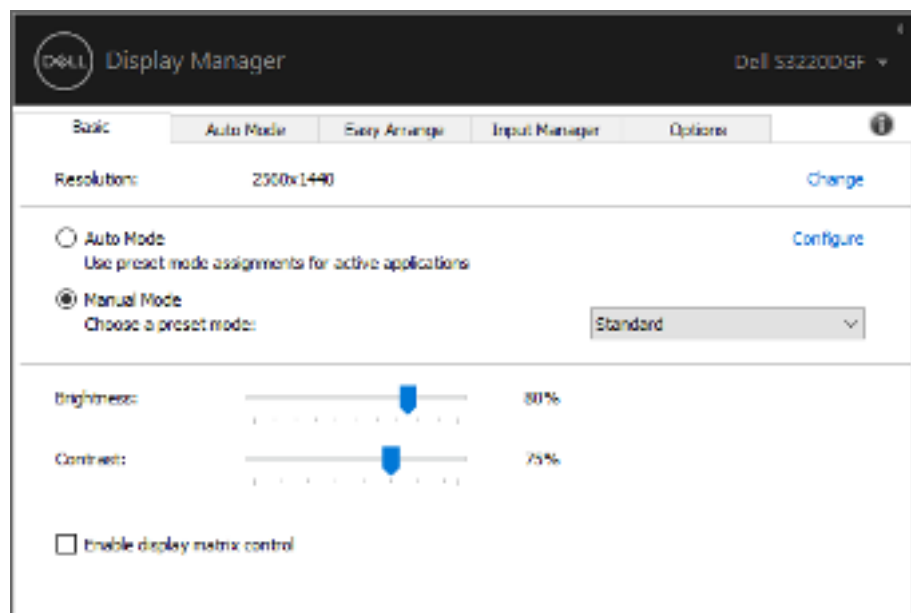 DELL Display Manager Dell S3220DGF
Basic Auto Mode Easy Arrange Input Manager Options
Resolution: 2560x1440 Change
Auto Mode Configure
Use preset mode assignments for active applications
Manual Mode
Choose a preset mode: Standard
Brightness: 80%
Contrast: 75%
Enable display matrix control